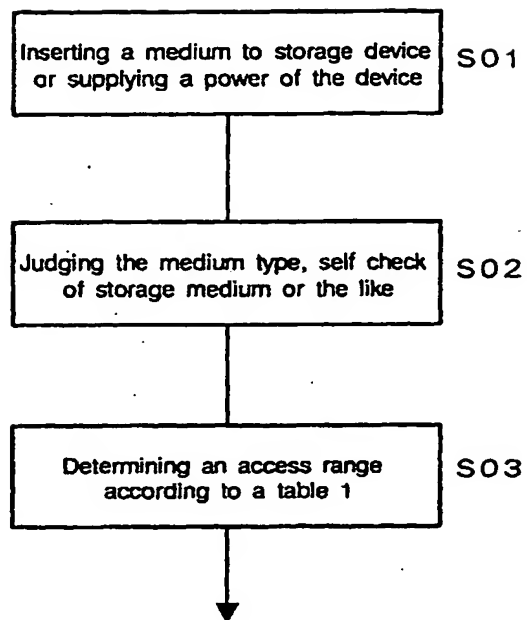 Inserting a medium to storage device
or supplying a power of the device
S01
Judging the medium type, self check
of storage medium or the like
S02
Determining an access range
according to a table 1
S03